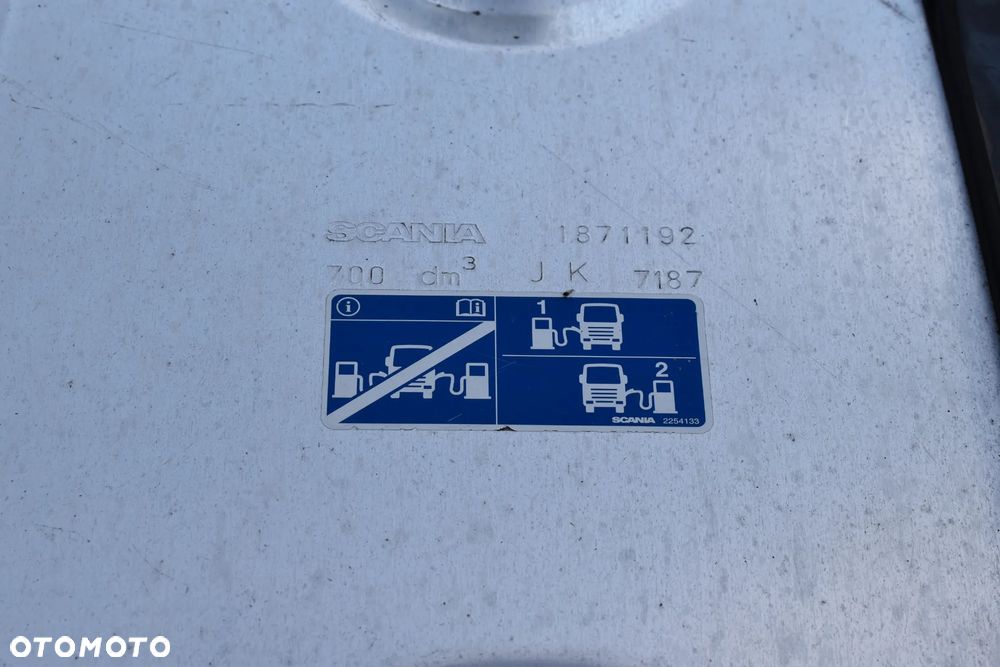 SCANIA 1871192
700 dm³ J K 7187
1
2
SCANIA 2254133
OTOMOTO